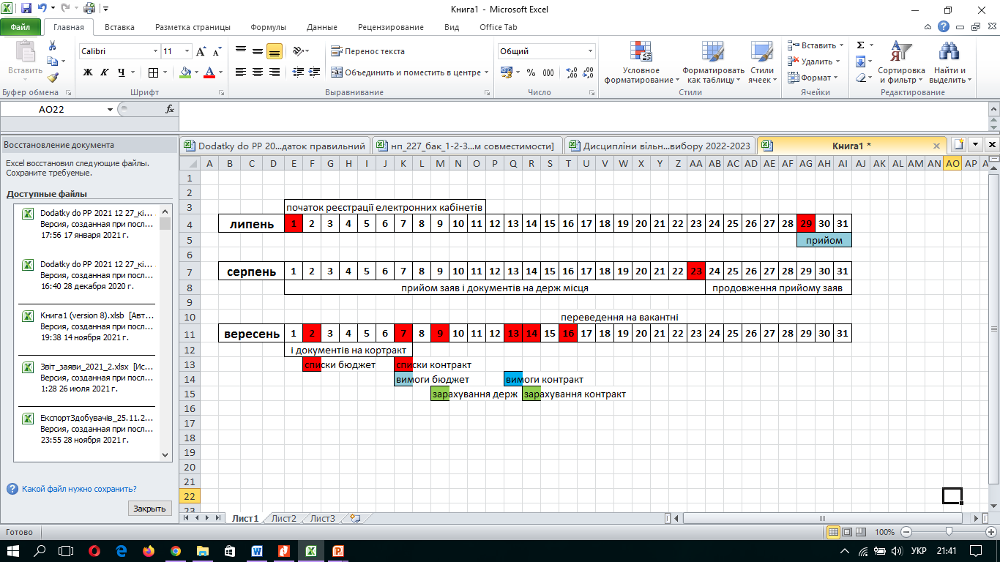 Книга1 - Microsoft Excel
Файл Главная Вставка Разметка страницы Формулы Данные Рецензирование Вид Office Tab
Вставить
Буфер обмена
Calibri 11
Ж К Ч
Шрифт
Перенос текста
Объединить и поместить в центре
Выравнивание
Общий
% 000
Число
Условное форматирование
Форматировать как таблицу
Стили ячеек
Стили
Вставить
Удалить
Формат
Ячейки
Сортировка и фильтр
Найти и выделить
Редактирование
AO22
fx
Восстановление документа
Excel восстановил следующие файлы.
Сохраните требуемые.
Доступные файлы
Dodatky do PP 2021 12 27_кі...
Версия, созданная при посл...
17:56 17 января 2021 г.
Dodatky do PP 2021 12 27_кі...
Версия, созданная при посл...
16:40 28 декабря 2020 г.
Книга1 (version 8).xlsb [Авт...
Версия, созданная при посл...
19:38 14 ноября 2021 г.
Звіт_заяви_2021_2.xlsx [Ис...
Версия, созданная при посл...
1:28 26 июля 2021 г.
ЕкспортЗдобувачів_25.11.2...
Версия, созданная при посл...
23:55 28 ноября 2021 г.
Какой файл нужно сохранить?
Закрыть
Dodatky do PP 20...даток правильний
нп_227_бак_1-2-3...м совместимости]
Дисципліни вільн...вибору 2022-2023
Книга1 *
A B C D E F G H I J K L M N O P Q R S T U V W X Y Z AA AB AC AD AE AF AG AH AI AJ AK AL AM AN AO AP A
1
2
3 початок реєстрації електронних кабінетів
4 липень 1 2 3 4 5 6 7 8 9 10 11 12 13 14 15 16 17 18 19 20 21 22 23 24 25 26 27 28 29 30 31
5 прийом
6
7 серпень 1 2 3 4 5 6 7 8 9 10 11 12 13 14 15 16 17 18 19 20 21 22 23 24 25 26 27 28 29 30 31
8 прийом заяв і документів на держ місця продовження прийому заяв
9
10 переведення на вакантні
11 вересень 1 2 3 4 5 6 7 8 9 10 11 12 13 14 15 16 17 18 19 20 21 22 23 24 25 26 27 28 29 30 31
12 і документів на кортракт
13 списки бюджет списки контракт
14 вимоги бюджет вимоги контракт
15 зарахування держ зарахування контракт
16
17
18
19
20
21
22
23
Лист1 Лист2 Лист3
Готово
100%
УКР 21:41